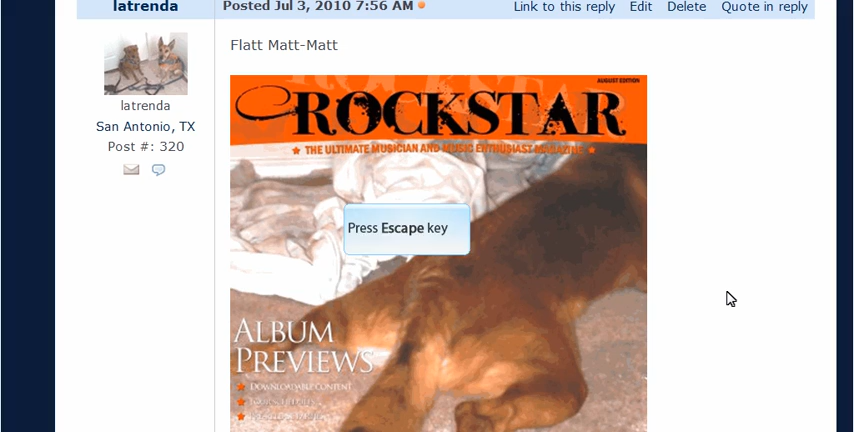 latrenda
Posted Jul 3, 2010 7:56 AM
Link to this reply Edit Delete Quote in reply
Flatt Matt-Matt
latrenda
San Antonio, TX
Post #: 320
AUGUST EDITION
ROCKSTAR
ROCKSTAR
THE ULTIMATE MUSICIAN AND MUSIC ENTHUSIAST MAGAZINE
Press Escape key
ALBUM
PREVIEWS
DOWNLOADABLE CONTENT